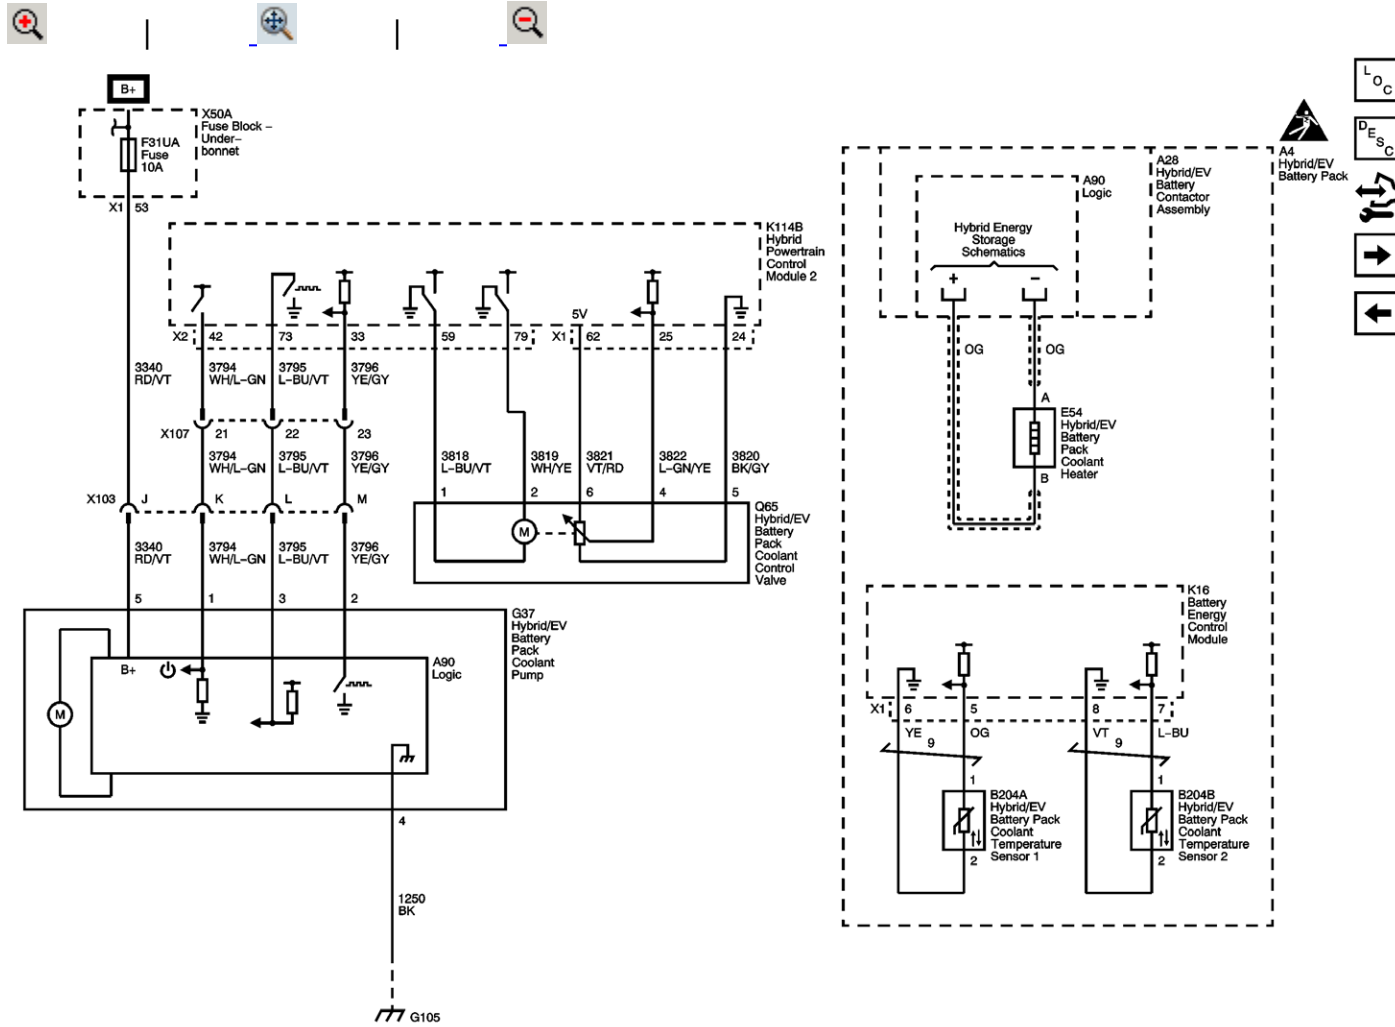 B+
X50A
Fuse Block –
Under–
bonnet
F31UA
Fuse
10A
X1 53
L
O
C
D
E
S
C
A4
Hybrid/EV
Battery Pack
A28
Hybrid/EV
Battery
Contactor
Assembly
A90
Logic
Hybrid Energy
Storage
Schematics
+ –
K114B
Hybrid
Powertrain
Control
Module 2
5V
X2 42 73 33 59 79 X1 62 25 24
OG OG
3340
RD/VT
3794
WH/L–GN
3795
L–BU/VT
3796
YE/GY
A
E54
Hybrid/EV
Battery
Pack
Coolant
Heater
B
X107 21 22 23
3794
WH/L–GN
3795
L–BU/VT
3796
YE/GY
3818
L–BU/VT
3819
WH/YE
3821
VT/RD
3822
L–GN/YE
3820
BK/GY
X103 J K L M
1 2 6 4 5
M
Q65
Hybrid/EV
Battery
Pack
Coolant
Control
Valve
3340
RD/VT
3794
WH/L–GN
3795
L–BU/VT
3796
YE/GY
5 1 3 2
G37
Hybrid/EV
Battery
Pack
Coolant
Pump
B+
A90
Logic
M
4
1250
BK
G105
K16
Battery
Energy
Control
Module
X1 6 5 8 7
YE OG VT L–BU
9 9
1 1
B204A
Hybrid/EV
Battery Pack
Coolant
Temperature
Sensor 1
2
B204B
Hybrid/EV
Battery Pack
Coolant
Temperature
Sensor 2
2